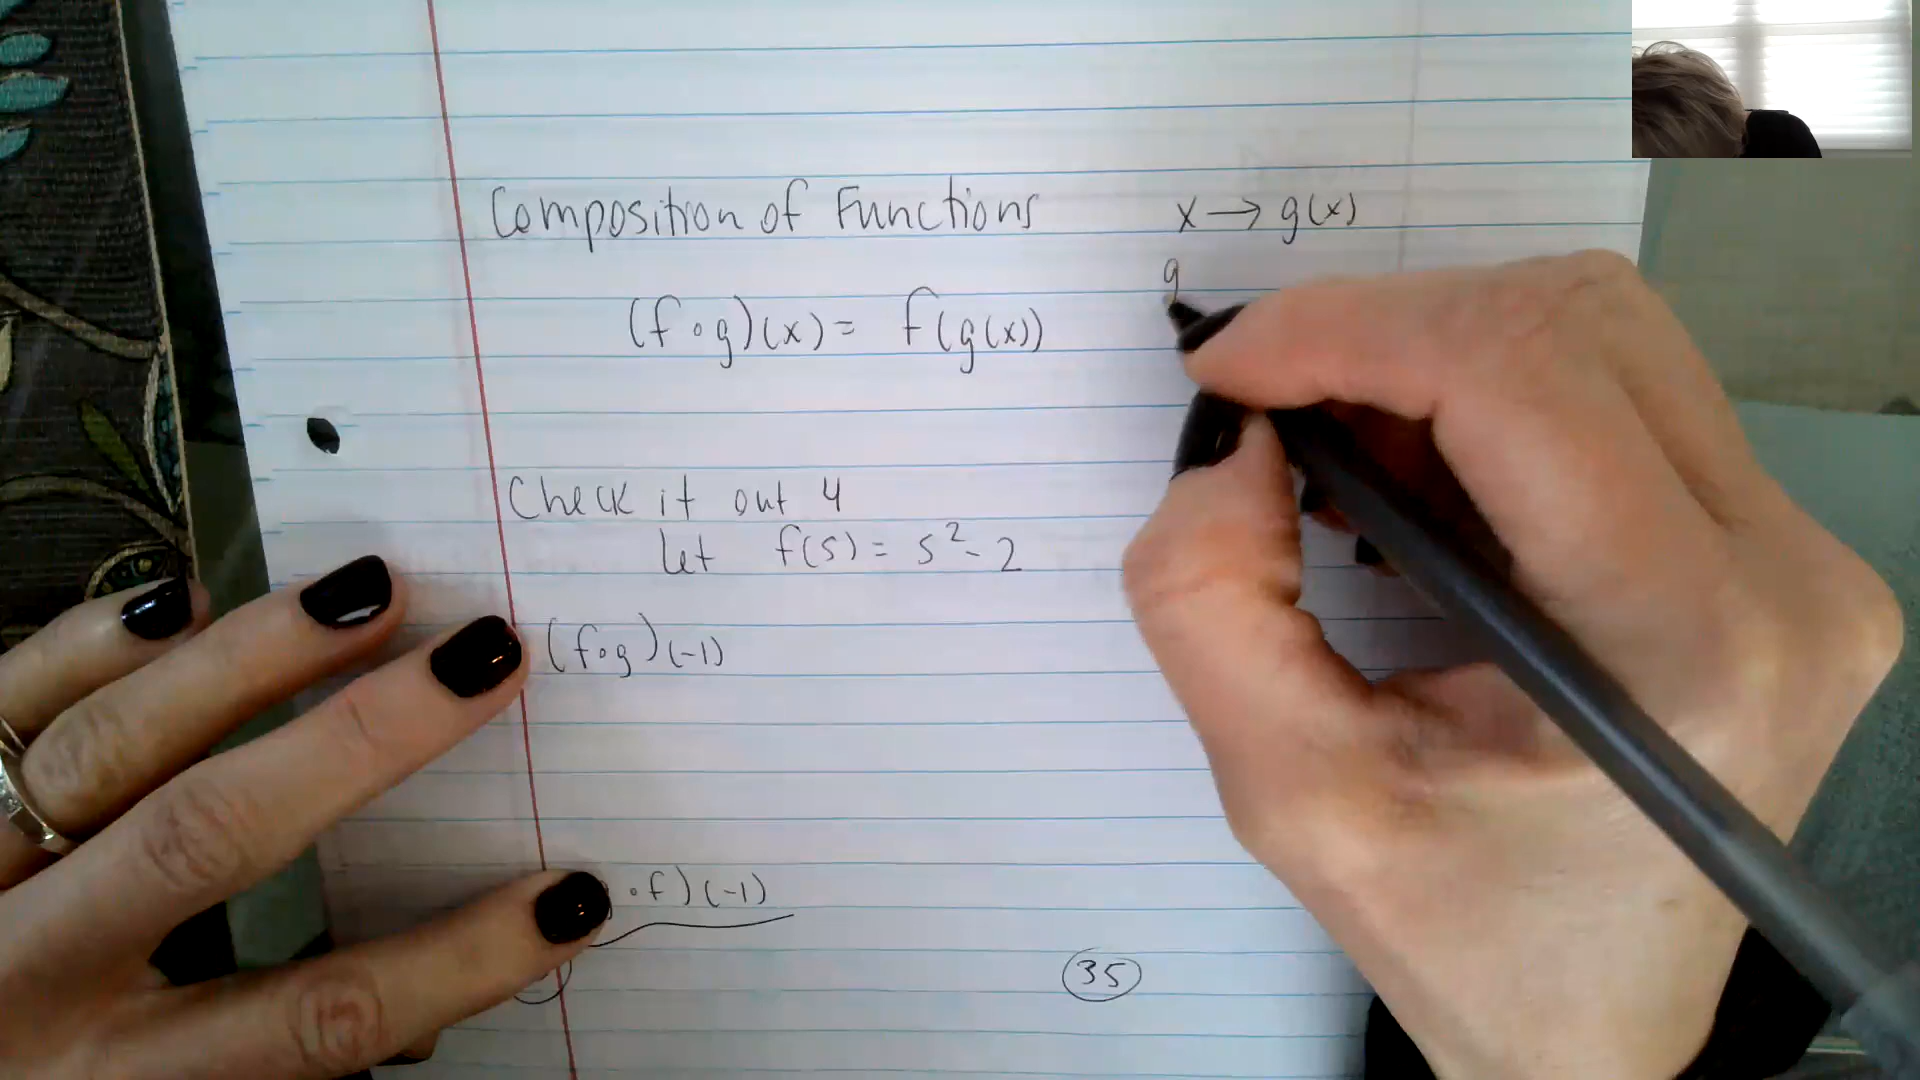 Composition of Functions
x → g(x)
g
(f∘g)(x) = f(g(x))
Check it out 4
let f(s) = s² - 2
(f∘g)(-1)
∘f)(-1)
35